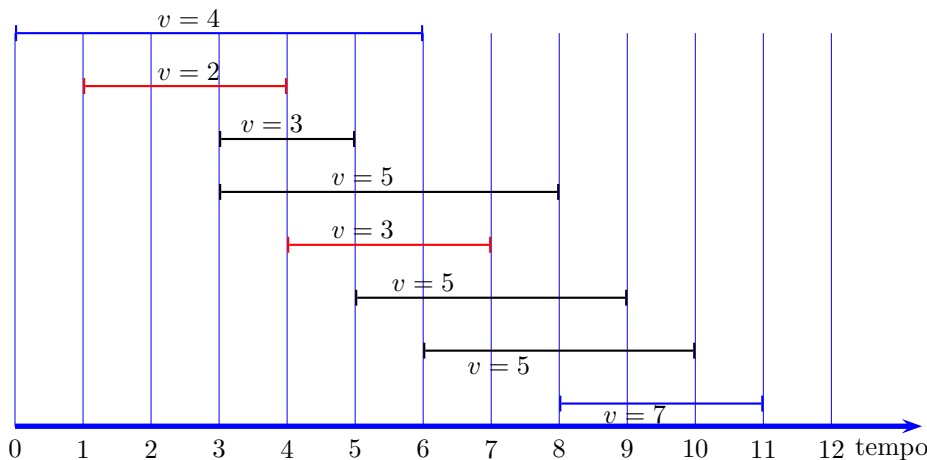 v = 4
v = 2
v = 3
v = 5
v = 3
v = 5
v = 5
v = 7
0 1 2 3 4 5 6 7 8 9 10 11 12 tempo